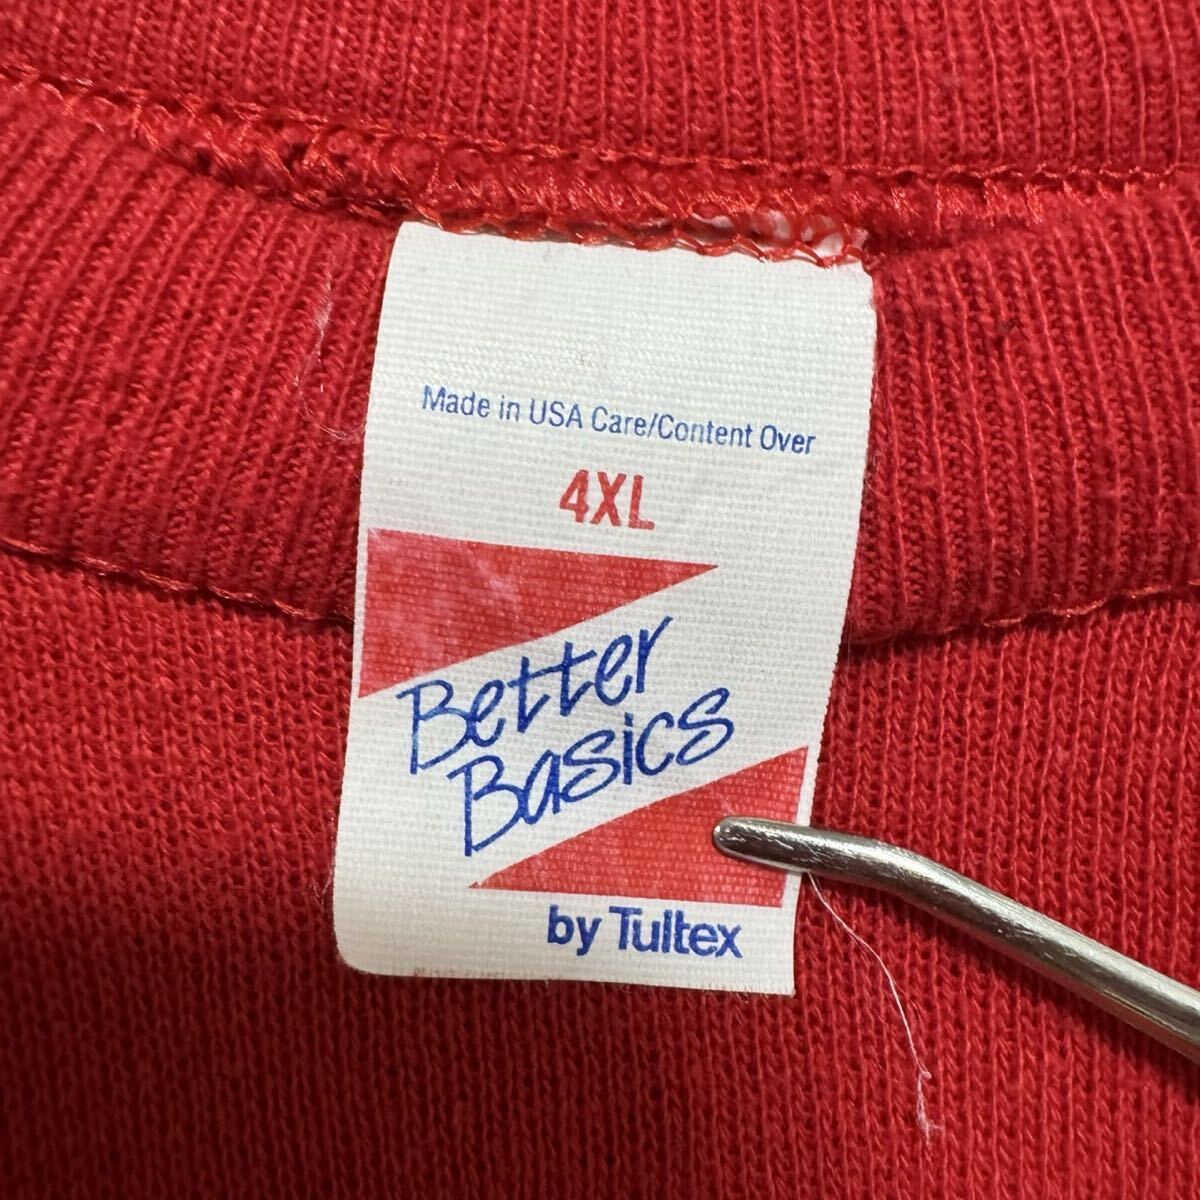 Made in USA Care/Content Over
4XL
Better
Basics
by Tultex